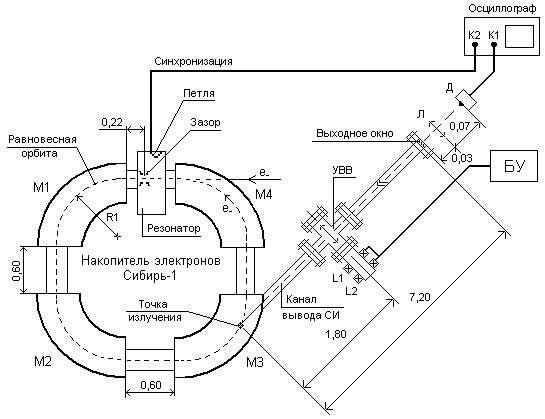 Осциллограф
К2 К1
Синхронизация
Петля
Д
0,22
Зазор
Л
0,07
Равновесная
орбита
Выходное окно
0,03
М1
e-
УВВ
БУ
М4
e-
R1
Резонатор
Накопитель электронов
Сибирь-1
0,60
L1
L2
Точка
излучения
Канал
вывода СИ
7,20
1,80
М2
М3
0,60